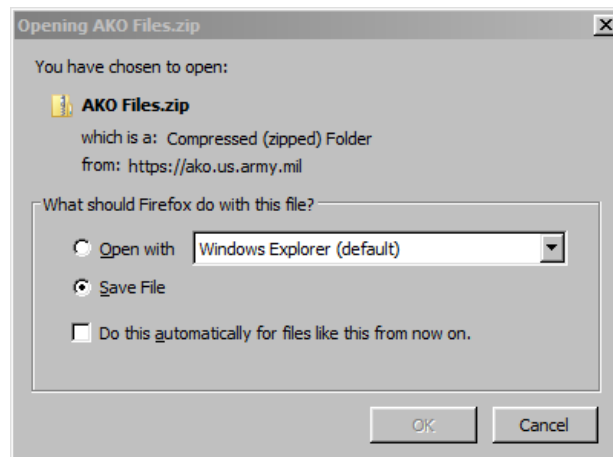 Opening AKO Files.zip
You have chosen to open:
AKO Files.zip
which is a: Compressed (zipped) Folder
from: https://ako.us.army.mil
What should Firefox do with this file?
Open with Windows Explorer (default)
Save File
Do this automatically for files like this from now on.
OK Cancel